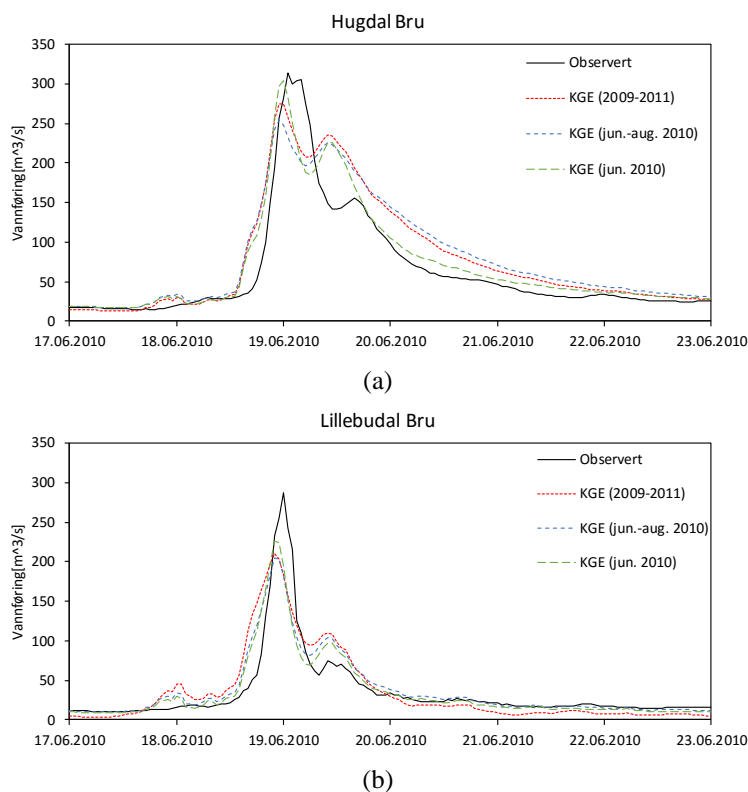 Hugdal Bru
350
300
250
200
150
100
50
0
Vannføring[m^3/s]
Observert
KGE (2009-2011)
KGE (jun.-aug. 2010)
KGE (jun. 2010)
17.06.2010 18.06.2010 19.06.2010 20.06.2010 21.06.2010 22.06.2010 23.06.2010
(a)
Lillebudal Bru
350
300
250
200
150
100
50
0
Vannføring[m^3/s]
Observert
KGE (2009-2011)
KGE (jun.-aug. 2010)
KGE (jun. 2010)
17.06.2010 18.06.2010 19.06.2010 20.06.2010 21.06.2010 22.06.2010 23.06.2010
(b)